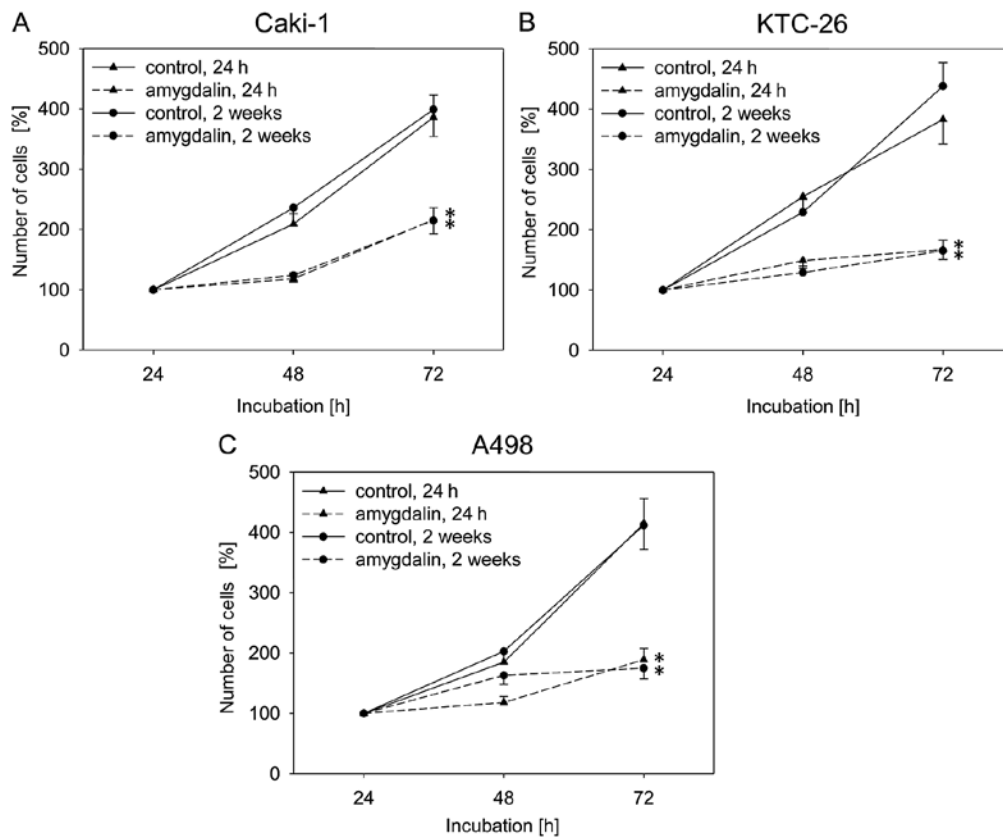 A
Caki-1
500
400
300
200
100
0
Number of cells [%]
control, 24 h
amygdalin, 24 h
control, 2 weeks
amygdalin, 2 weeks
*
*
24 48 72
Incubation [h]
B
KTC-26
500
400
300
200
100
0
Number of cells [%]
control, 24 h
amygdalin, 24 h
control, 2 weeks
amygdalin, 2 weeks
*
*
24 48 72
Incubation [h]
C
A498
500
400
300
200
100
0
Number of cells [%]
control, 24 h
amygdalin, 24 h
control, 2 weeks
amygdalin, 2 weeks
*
*
24 48 72
Incubation [h]